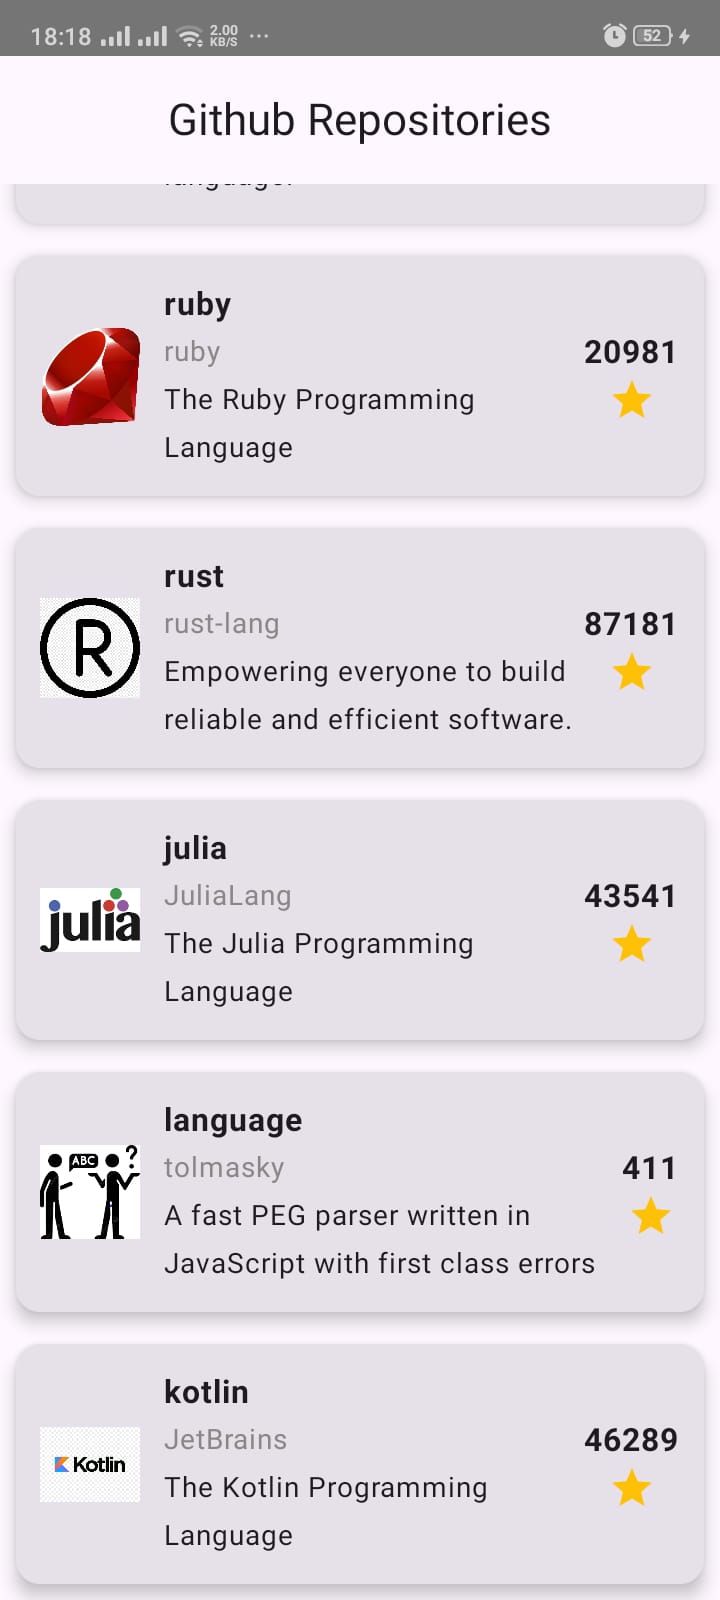 18:18
2.00
KB/S
52
Github Repositories
ruby
ruby
20981
The Ruby Programming
Language
rust
R
rust-lang
87181
Empowering everyone to build
reliable and efficient software.
julia
julia
JuliaLang
43541
The Julia Programming
Language
language
ABC ?
tolmasky
411
A fast PEG parser written in
JavaScript with first class errors
kotlin
Kotlin
JetBrains
46289
The Kotlin Programming
Language